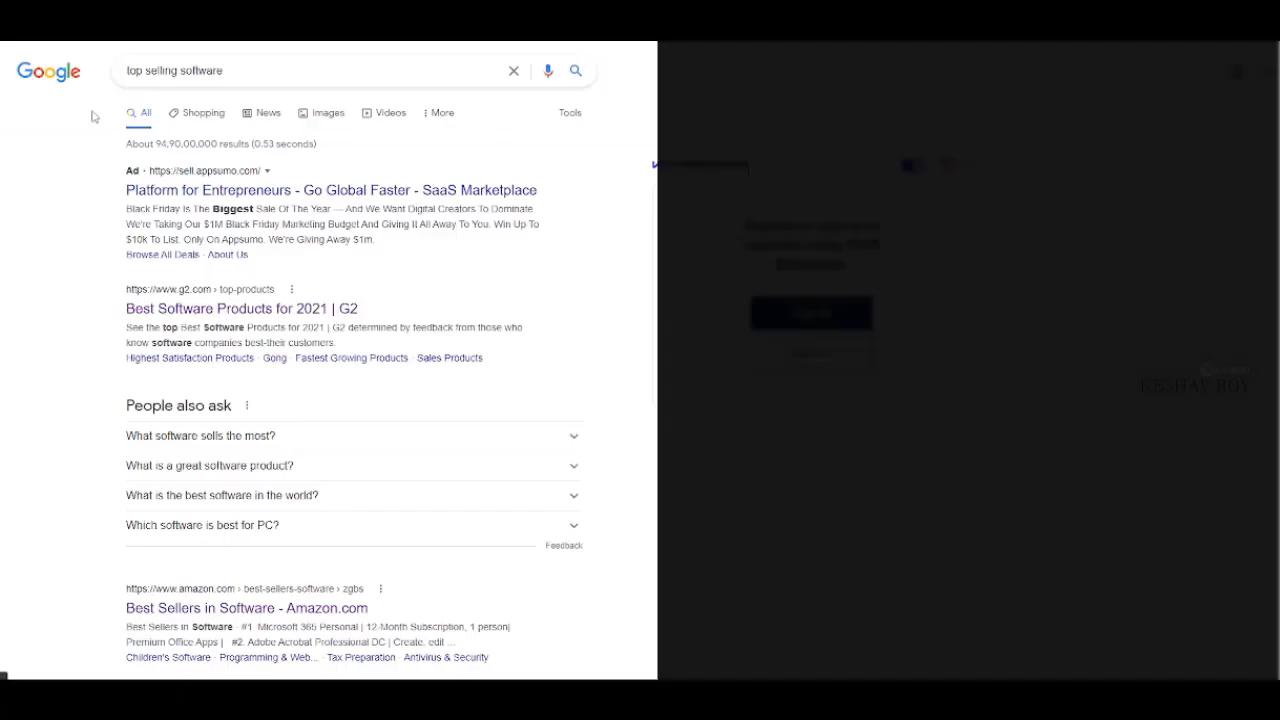 Google
top selling software
All
Shopping
News
Images
Videos
More
Tools
About 94,90,00,000 results (0.53 seconds)
Ad · https://sell.appsumo.com/
Platform for Entrepreneurs - Go Global Faster - SaaS Marketplace
Black Friday Is The Biggest Sale Of The Year — And We Want Digital Creators To Dominate
We're Taking Our $1M Black Friday Marketing Budget And Giving It All Away To You. Win Up To
$10k To List. Only On Appsumo. We're Giving Away $1m.
Browse All Deals · About Us
https://www.g2.com › top-products
Best Software Products for 2021 | G2
See the top Best Software Products for 2021 | G2 determined by feedback from those who
know software companies best-their customers.
Highest Satisfaction Products · Gong · Fastest Growing Products · Sales Products
People also ask
What software sells the most?
What is a great software product?
What is the best software in the world?
Which software is best for PC?
Feedback
https://www.amazon.com › best-sellers-software › zgbs
Best Sellers in Software - Amazon.com
Best Sellers in Software · #1. Microsoft 365 Personal | 12-Month Subscription, 1 person|
Premium Office Apps | · #2. Adobe Acrobat Professional DC | Create, edit ...
Children's Software · Programming & Web... · Tax Preparation · Antivirus & Security
KESHAV ROY